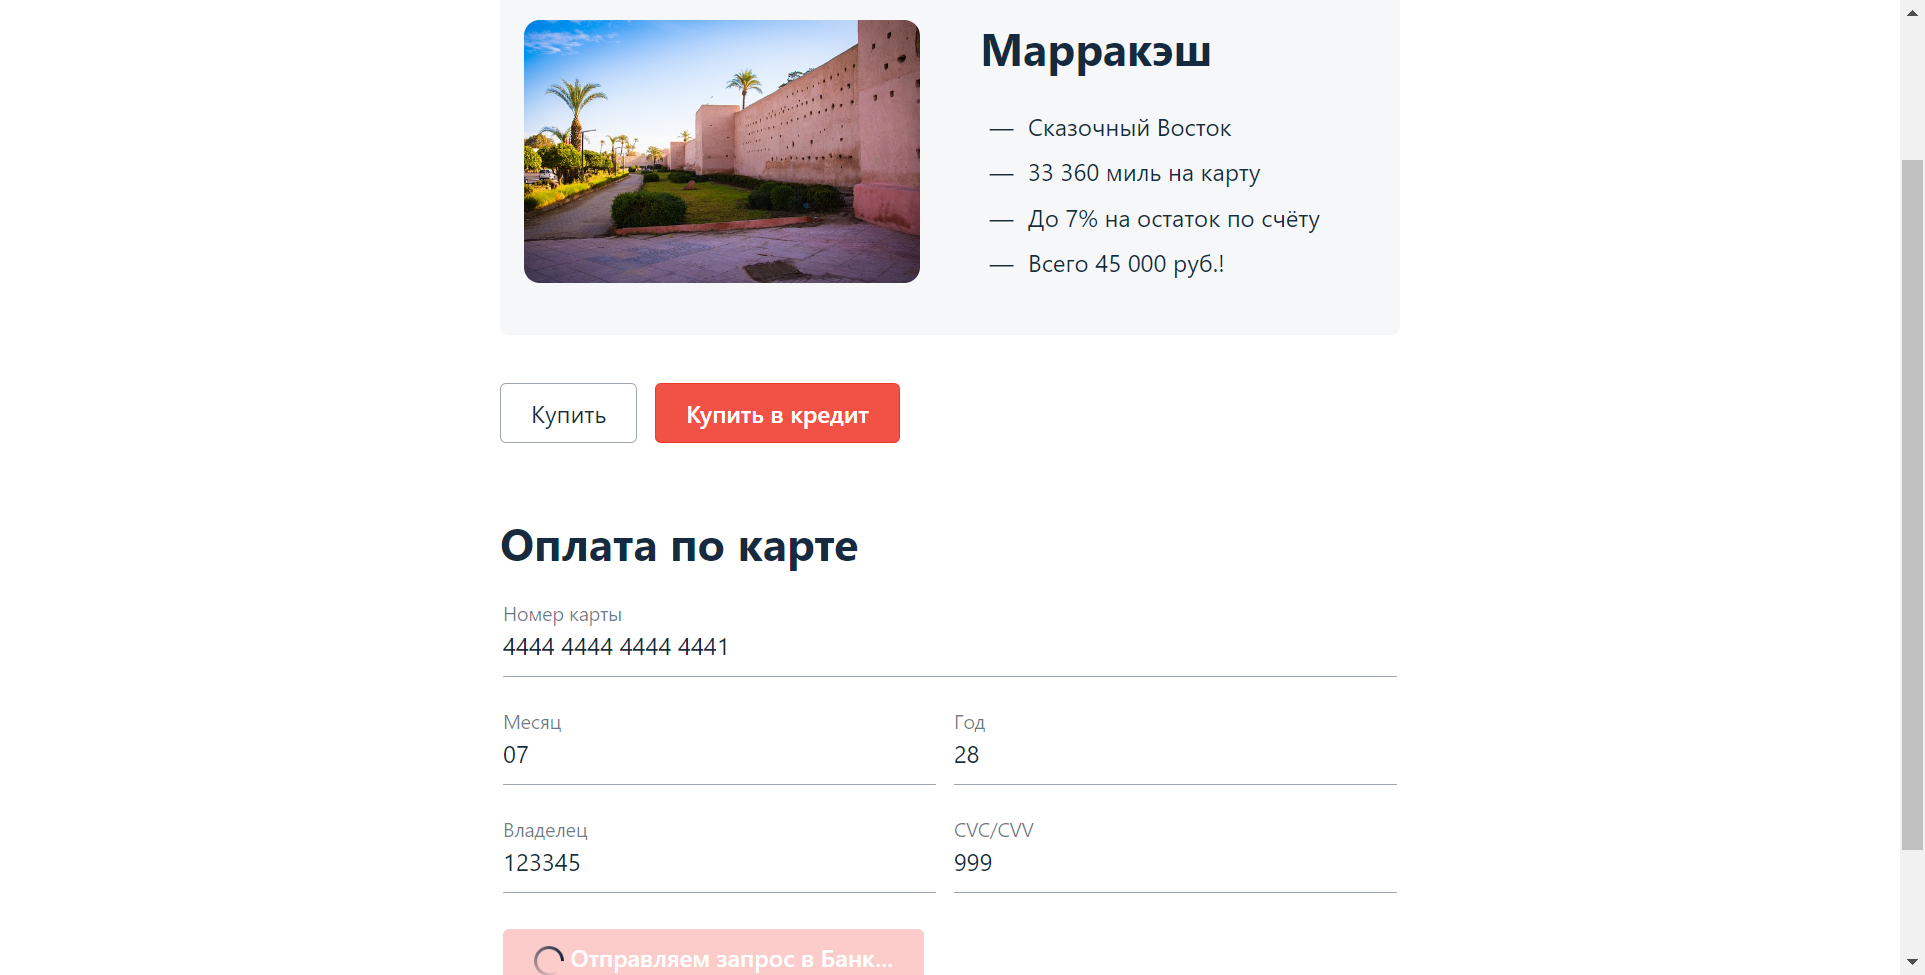 Марракэш
— Сказочный Восток
— 33 360 миль на карту
— До 7% на остаток по счёту
— Всего 45 000 руб.!
Купить
Купить в кредит
Оплата по карте
Номер карты
4444 4444 4444 4441
Месяц
Год
07
28
Владелец
CVC/CVV
123345
999
Отправляем запрос в Банк...